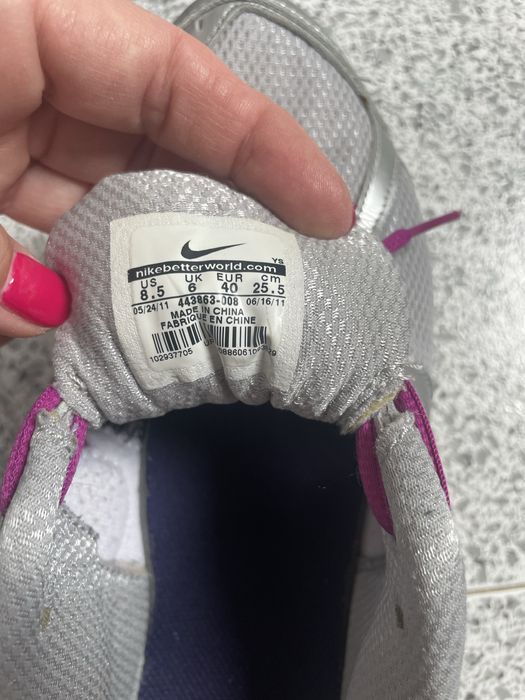 YS
nikebetterworld.com
US UK EUR cm
8.5 6 40 25.5
05/24/11 443863-008 06/16/11
MADE IN CHINA
FABRIQUE EN CHINE
102937705